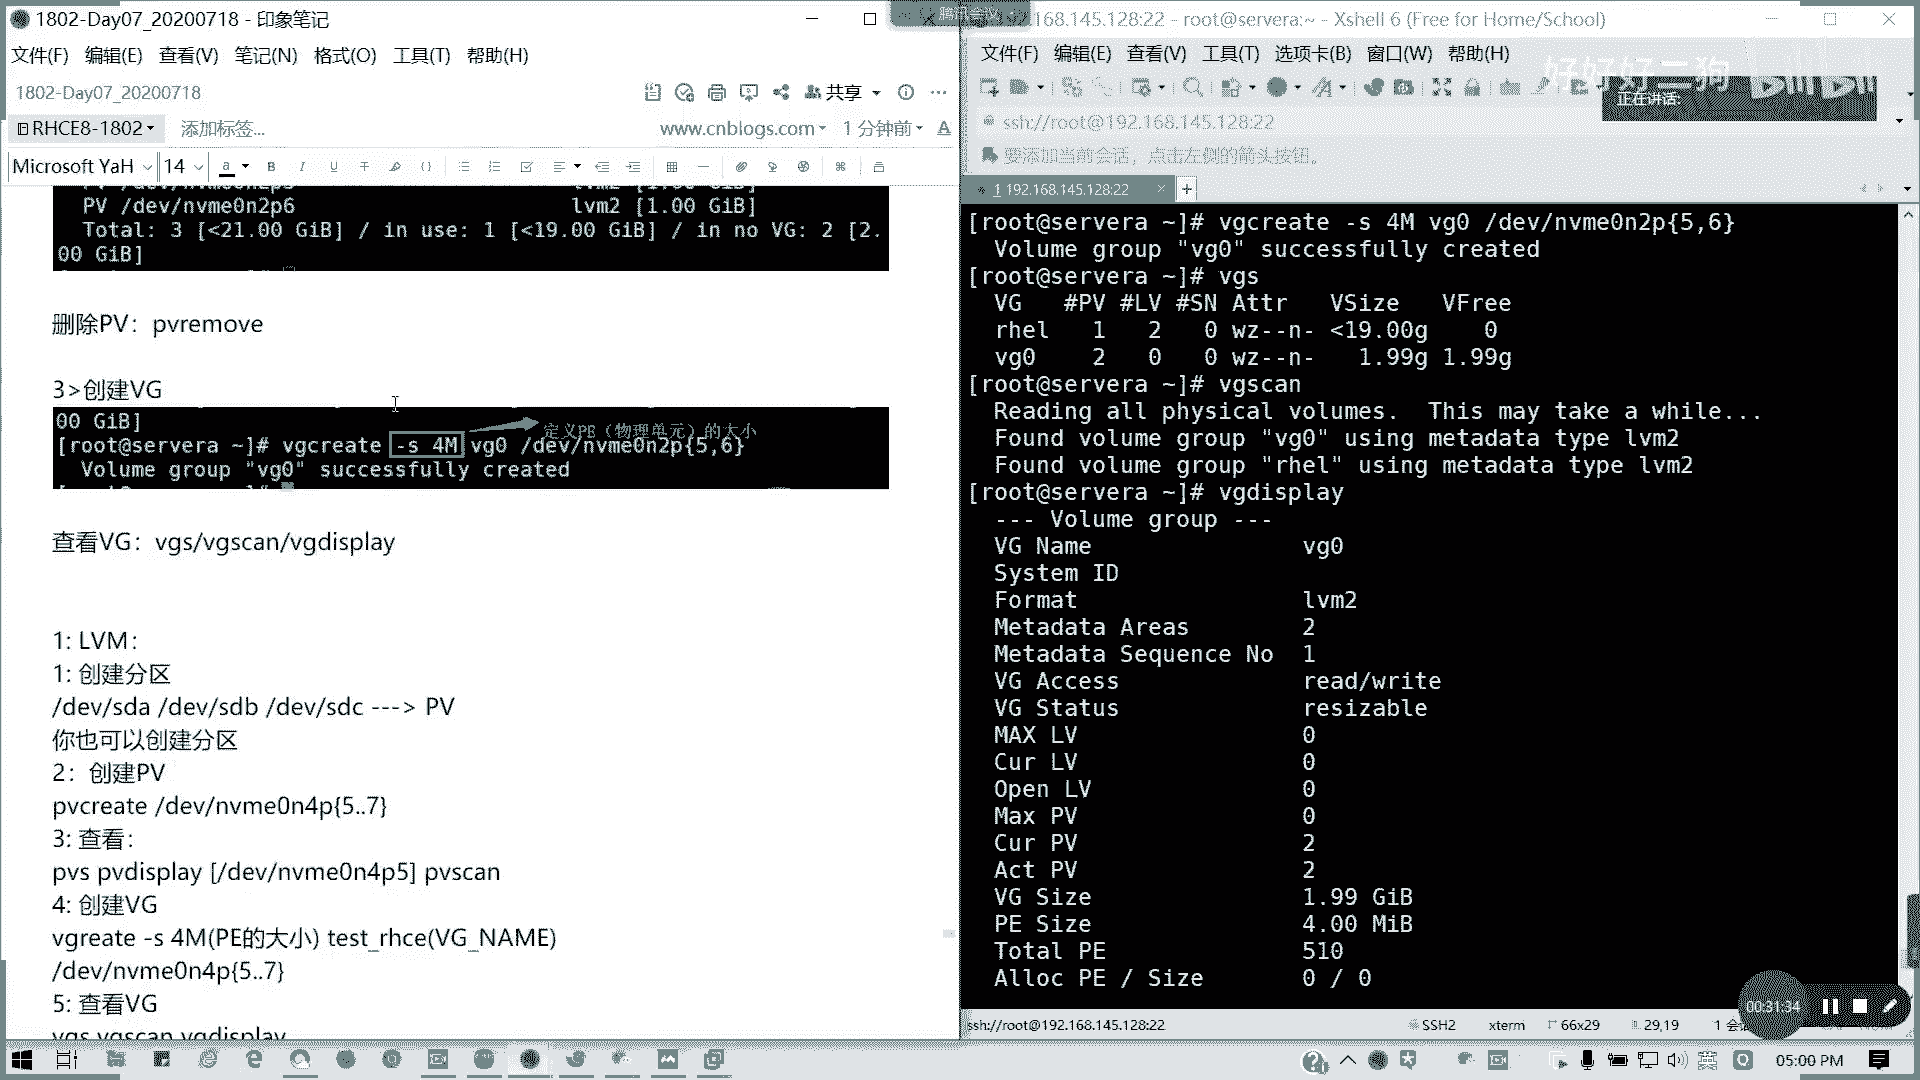 1802-Day07_20200718 - 印象笔记
文件(F) 编辑(E) 查看(V) 笔记(N) 格式(O) 工具(T) 帮助(H)
1802-Day07_20200718
共享
RHCE8-1802
添加标签...
www.cnblogs.com
1 分钟前
Microsoft YaH 14
PV /dev/nvme0n2p6 lvm2 [1.00 GiB]
Total: 3 [<21.00 GiB] / in use: 1 [<19.00 GiB] / in no VG: 2 [2.
00 GiB]
删除PV：pvremove
3>创建VG
00 GiB]
定义PE（物理单元）的大小
[root@servera ~]# vgcreate -s 4M vg0 /dev/nvme0n2p{5,6}
Volume group "vg0" successfully created
查看VG：vgs/vgscan/vgdisplay
1: LVM：
1: 创建分区
/dev/sda /dev/sdb /dev/sdc ---> PV
你也可以创建分区
2：创建PV
pvcreate /dev/nvme0n4p{5..7}
3: 查看：
pvs pvdisplay [/dev/nvme0n4p5] pvscan
4: 创建VG
vgreate -s 4M(PE的大小) test_rhce(VG_NAME)
/dev/nvme0n4p{5..7}
5: 查看VG
vgs vgscan vgdisplay
腾讯会议
192.168.145.128:22 - root@servera:~ - Xshell 6 (Free for Home/School)
文件(F) 编辑(E) 查看(V) 工具(T) 选项卡(B) 窗口(W) 帮助(H)
好好好二狗
bilibili
正在讲话:
ssh://root@192.168.145.128:22
要添加当前会话，点击左侧的箭头按钮。
1 192.168.145.128:22
[root@servera ~]# vgcreate -s 4M vg0 /dev/nvme0n2p{5,6}
Volume group "vg0" successfully created
[root@servera ~]# vgs
VG #PV #LV #SN Attr VSize VFree
rhel 1 2 0 wz--n- <19.00g 0
vg0 2 0 0 wz--n- 1.99g 1.99g
[root@servera ~]# vgscan
Reading all physical volumes. This may take a while...
Found volume group "vg0" using metadata type lvm2
Found volume group "rhel" using metadata type lvm2
[root@servera ~]# vgdisplay
--- Volume group ---
VG Name vg0
System ID
Format lvm2
Metadata Areas 2
Metadata Sequence No 1
VG Access read/write
VG Status resizable
MAX LV 0
Cur LV 0
Open LV 0
Max PV 0
Cur PV 2
Act PV 2
VG Size 1.99 GiB
PE Size 4.00 MiB
Total PE 510
Alloc PE / Size 0 / 0
00:31:34
ssh://root@192.168.145.128:22
SSH2 xterm 66x29 29,19
05:00 PM